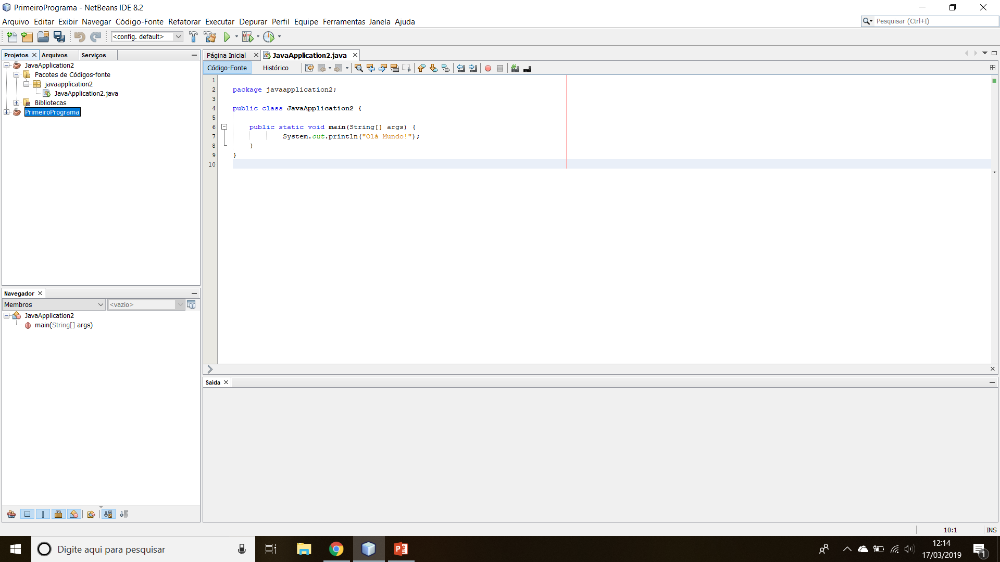 PrimeiroPrograma - NetBeans IDE 8.2
Arquivo Editar Exibir Navegar Código-Fonte Refatorar Executar Depurar Perfil Equipe Ferramentas Janela Ajuda
Pesquisar (Ctrl+I)
<config. default>
Projetos Arquivos Serviços
JavaApplication2
Pacotes de Códigos-fonte
javaapplication2
JavaApplication2.java
Bibliotecas
PrimeiroPrograma
Página Inicial JavaApplication2.java
Código-Fonte Histórico
1
2 package javaapplication2;
3
4 public class JavaApplication2 {
5
6 public static void main(String[] args) {
7 System.out.println("Olá Mundo!");
8 }
9 }
10
Navegador
Membros <vazio>
JavaApplication2
main(String[] args)
Saída
10:1 INS
Digite aqui para pesquisar
12:14
17/03/2019
1